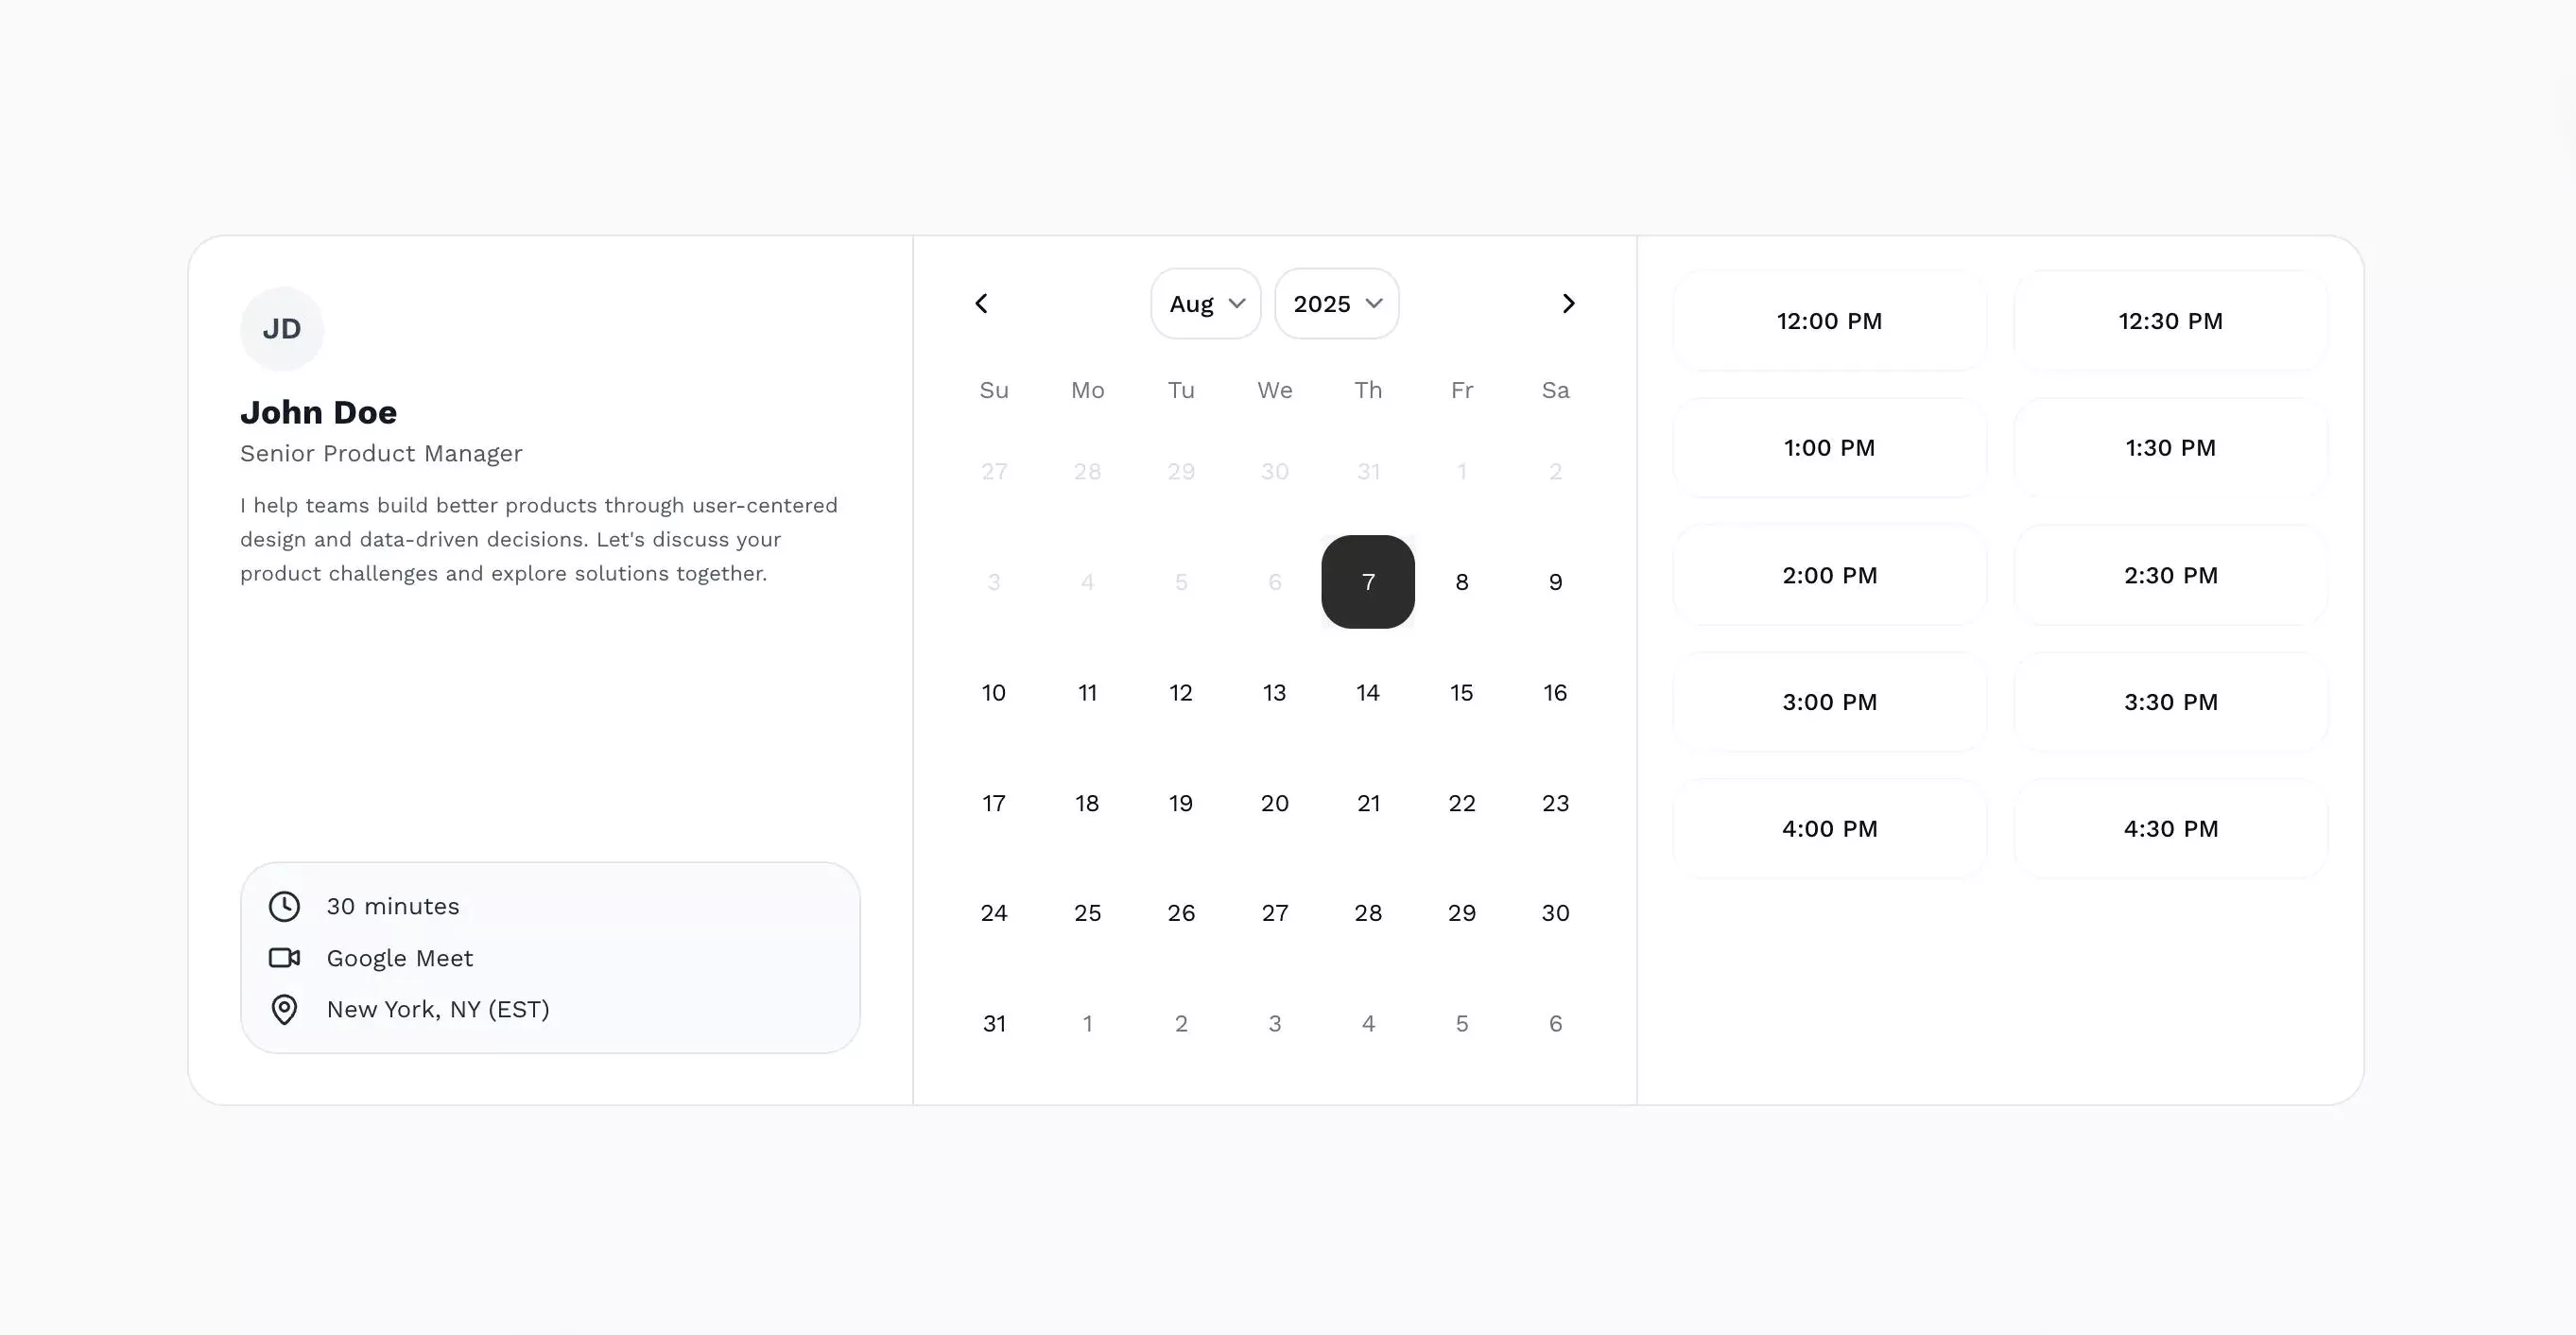 JD
John Doe
Senior Product Manager
I help teams build better products through user-centered
design and data-driven decisions. Let's discuss your
product challenges and explore solutions together.
30 minutes
Google Meet
New York, NY (EST)
Aug 2025
Su Mo Tu We Th Fr Sa
27 28 29 30 31 1 2
3 4 5 6 7 8 9
10 11 12 13 14 15 16
17 18 19 20 21 22 23
24 25 26 27 28 29 30
31 1 2 3 4 5 6
12:00 PM 12:30 PM
1:00 PM 1:30 PM
2:00 PM 2:30 PM
3:00 PM 3:30 PM
4:00 PM 4:30 PM